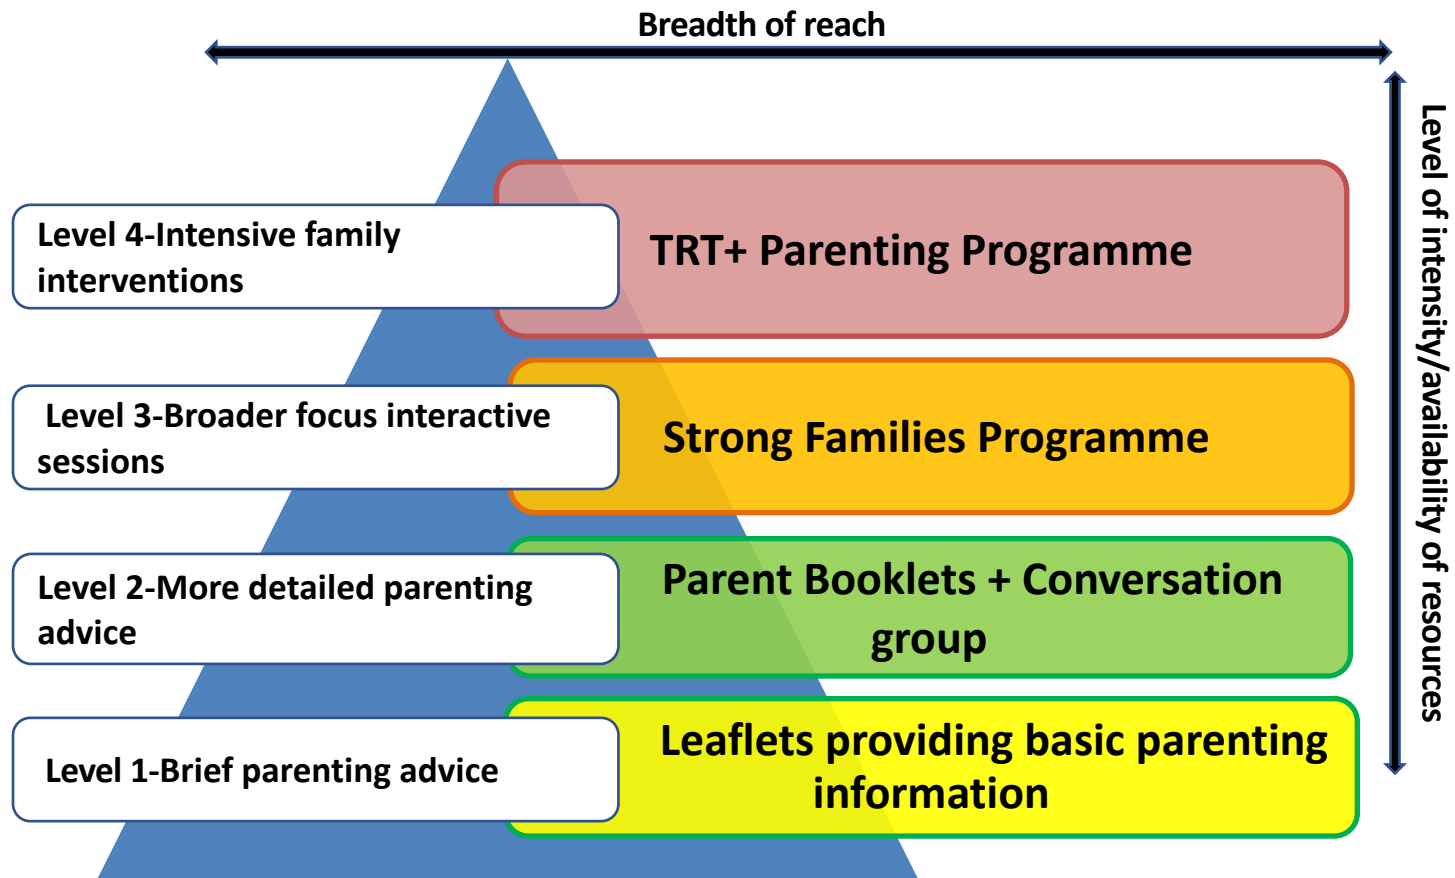 Breadth of reach
Level of intensity/availability of resources
Level 4-Intensive family
interventions
TRT+ Parenting Programme
Level 3-Broader focus interactive
sessions
Strong Families Programme
Level 2-More detailed parenting
advice
Parent Booklets + Conversation
group
Level 1-Brief parenting advice
Leaflets providing basic parenting
information